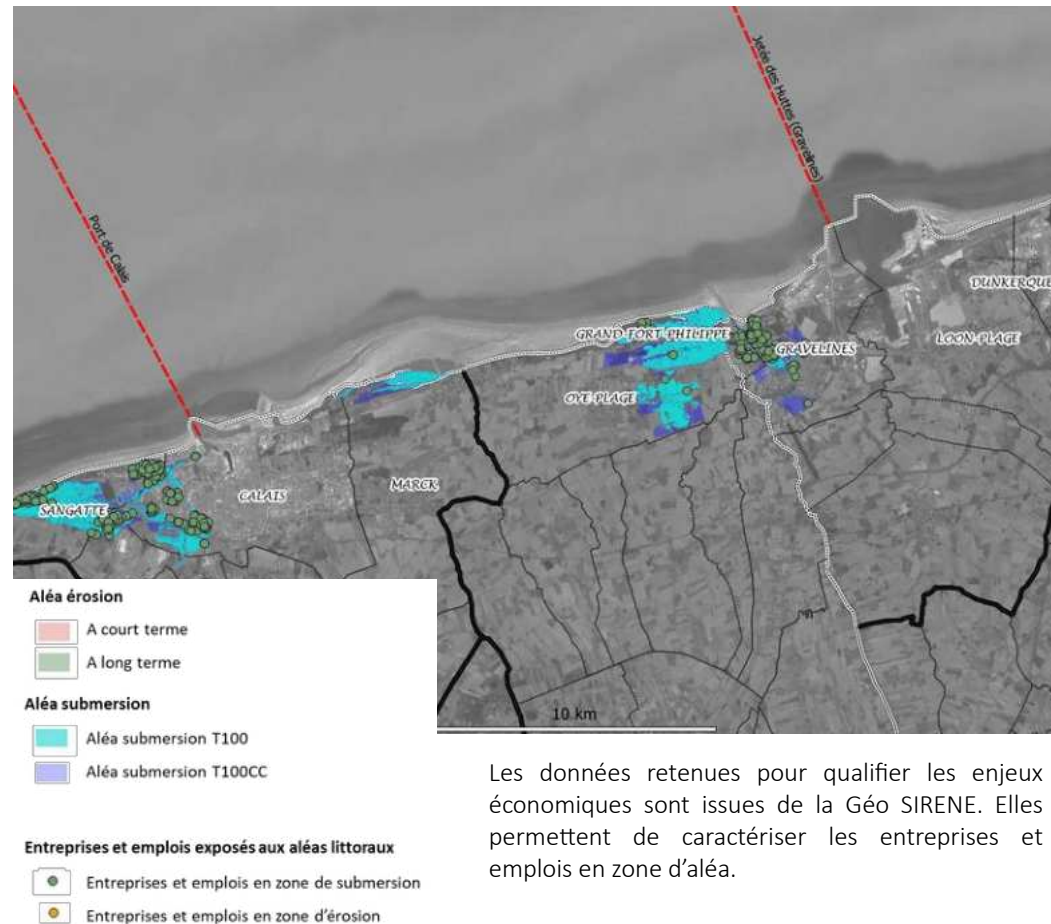 Port de Calais
Jetée des Huttes (Gravelines)
DUNKERQUE
GRAND-FORT-PHILIPPE
GRAVELINES
LOON-PLAGE
OYE-PLAGE
MARCK
CALAIS
SANGATTE
10 km
Aléa érosion
A court terme
A long terme
Aléa submersion
Aléa submersion T100
Aléa submersion T100CC
Entreprises et emplois exposés aux aléas littoraux
Entreprises et emplois en zone de submersion
Entreprises et emplois en zone d'érosion
Les données retenues pour qualifier les enjeux
économiques sont issues de la Géo SIRENE. Elles
permettent de caractériser les entreprises et
emplois en zone d’aléa.